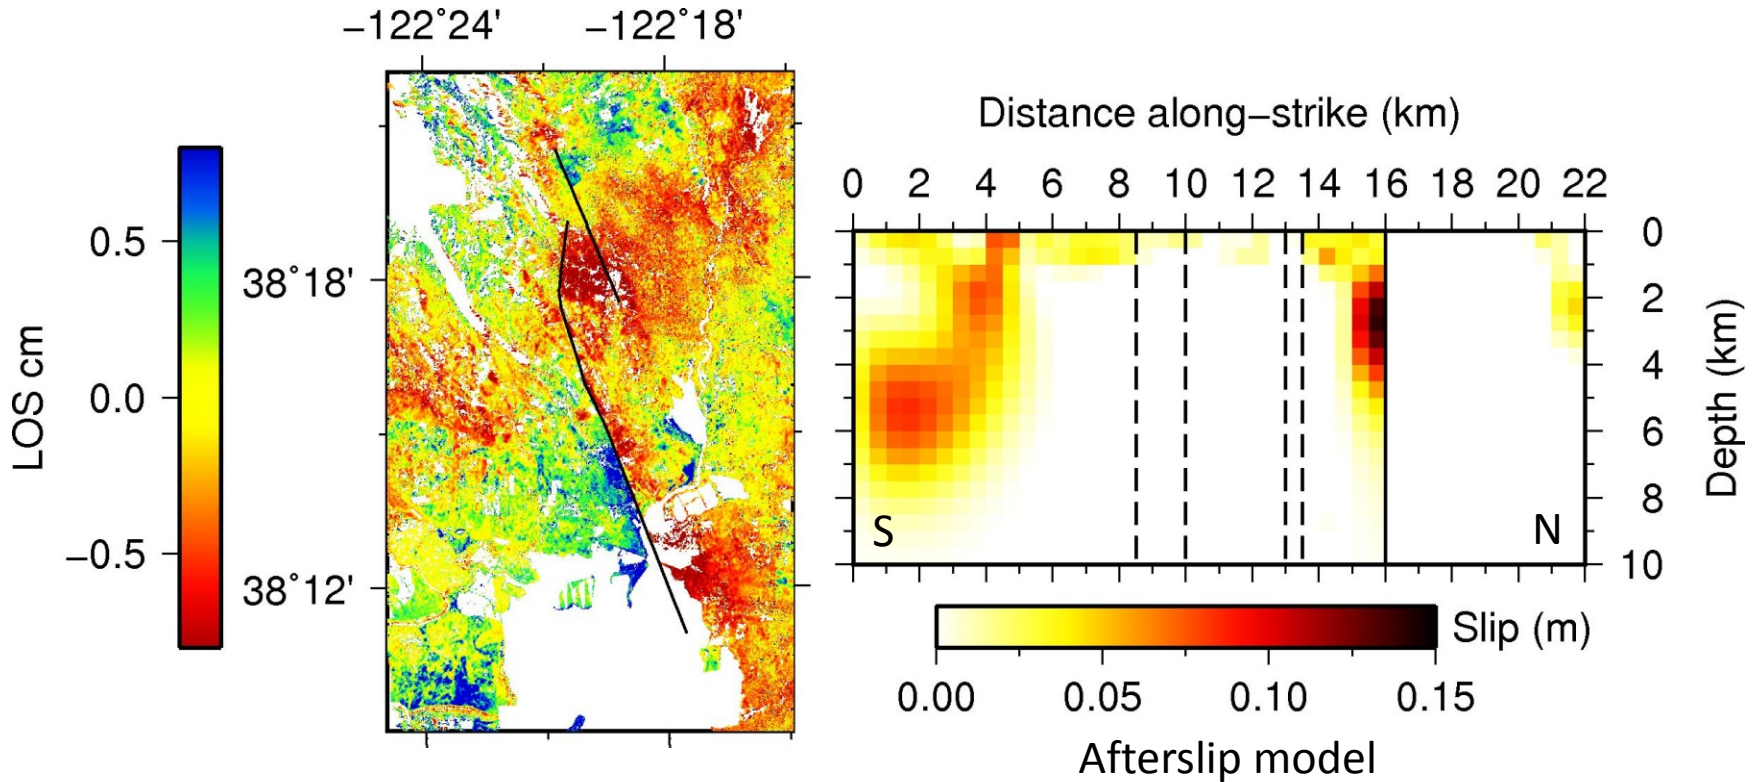 −122˚24' −122˚18'
LOS cm
0.5
0.0
−0.5
38˚18'
38˚12'
Distance along−strike (km)
0 2 4 6 8 10 12 14 16 18 20 22
0
2
4
6
8
10
Depth (km)
S N
Slip (m)
0.00 0.05 0.10 0.15
Afterslip model